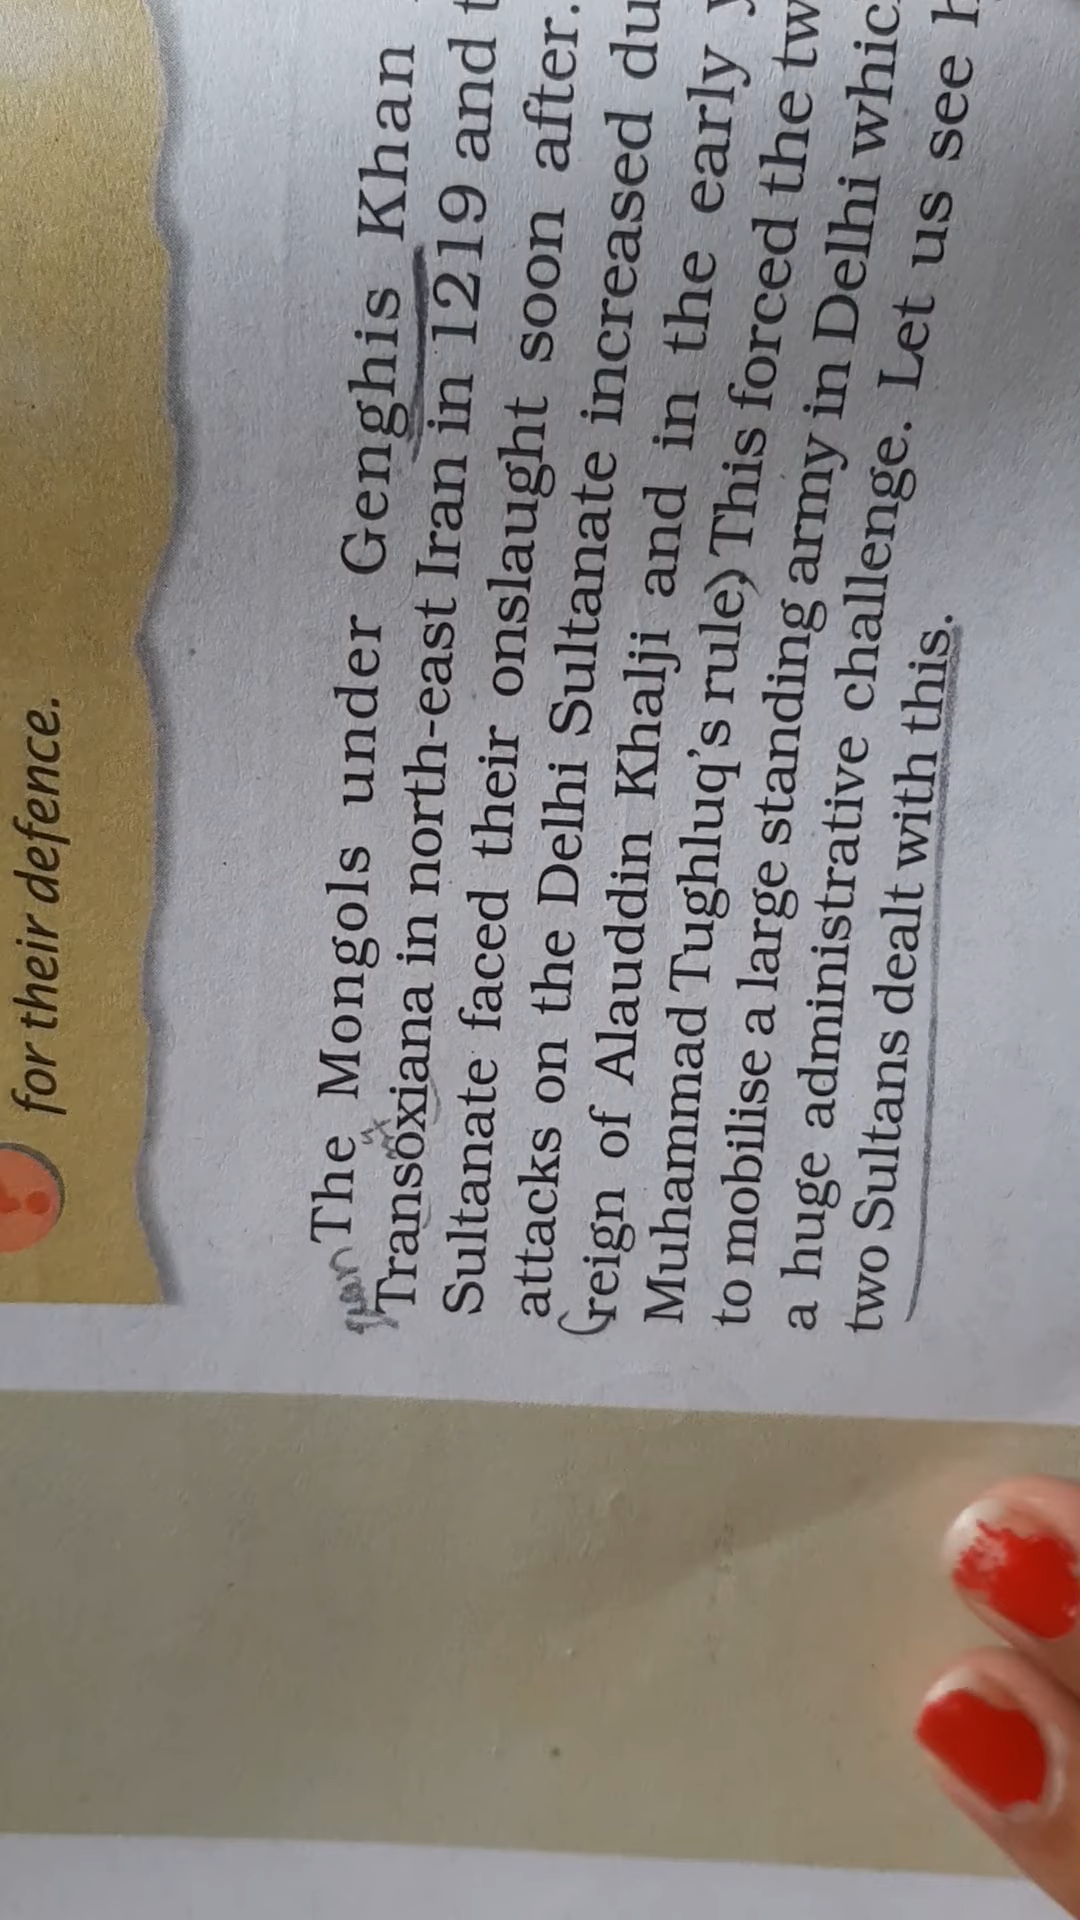 for their defence.
The Mongols under Genghis Khan
Transoxiana in north-east Iran in 1219 and
Sultanate faced their onslaught soon after.
attacks on the Delhi Sultanate increased du
(reign of Alauddin Khalji and in the early
Muhammad Tughluq's rule) This forced the tw
to mobilise a large standing army in Delhi whic
a huge administrative challenge. Let us see h
two Sultans dealt with this.